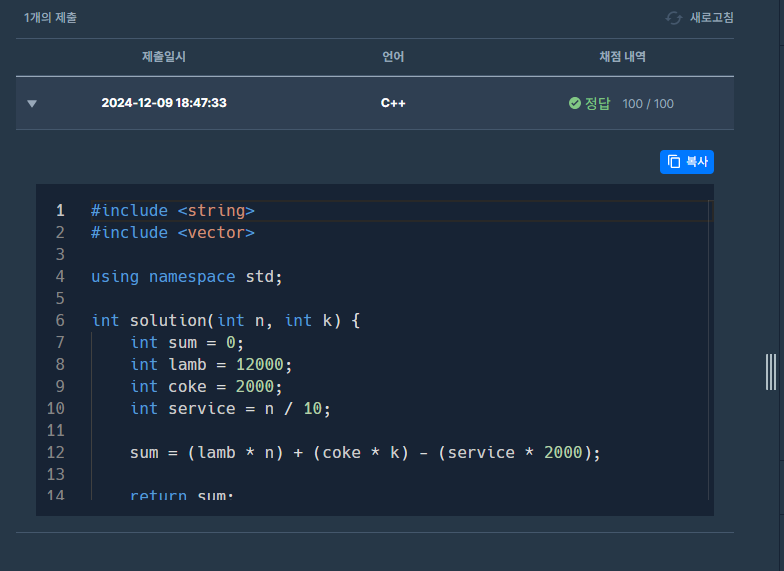 1개의 제출 새로고침
제출일시 언어 채점 내역
2024-12-09 18:47:33 C++ 정답 100 / 100
복사
1 #include <string>
2 #include <vector>
3
4 using namespace std;
5
6 int solution(int n, int k) {
7     int sum = 0;
8     int lamb = 12000;
9     int coke = 2000;
10     int service = n / 10;
11
12     sum = (lamb * n) + (coke * k) - (service * 2000);
13
14     return sum;